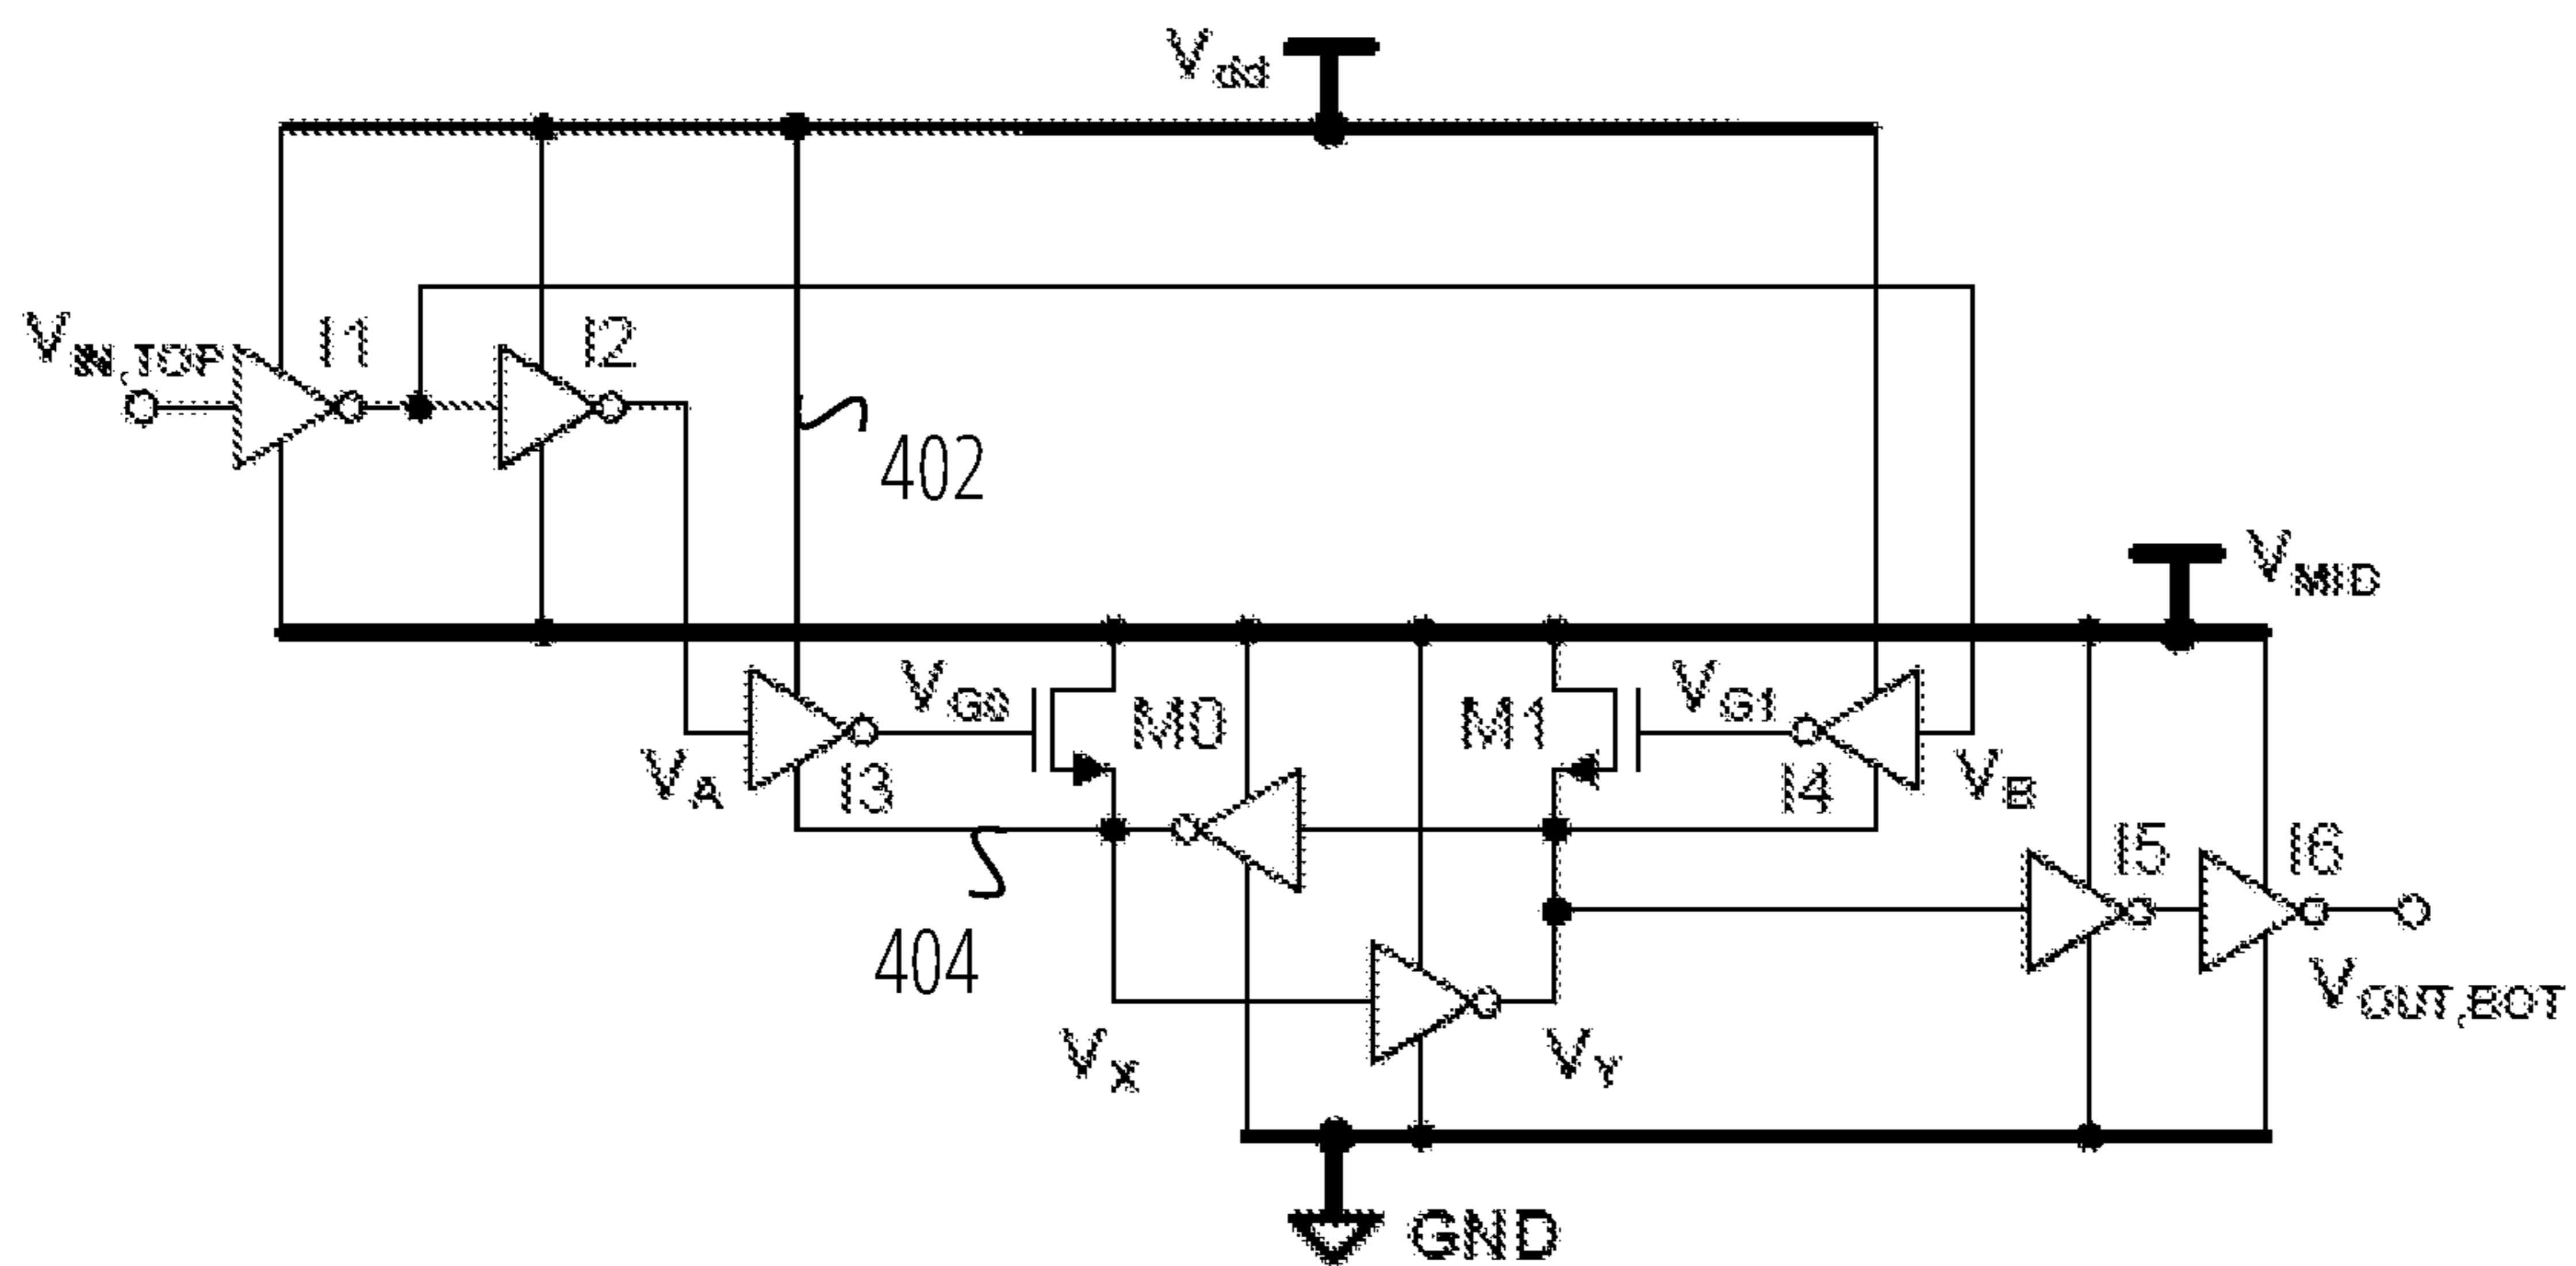 Vdd
VIN,TOP
I1
I2
402
VMID
VG0
M0
M1
VG1
VA
I3
I4
VB
I5
I6
404
VOUT,BOT
VX
VY
GND